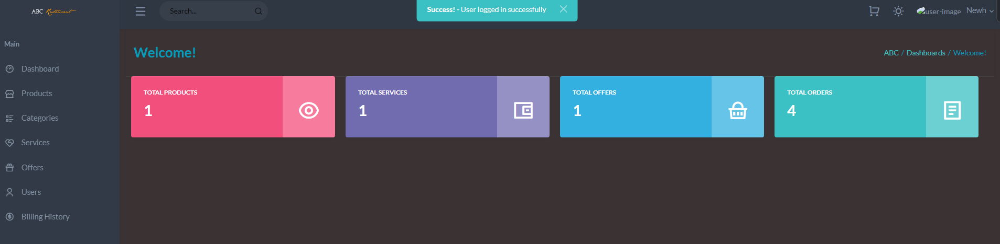 ABC Restaurant
Search...
Success! - User logged in successfully
user-image
Newh
Main
Dashboard
Products
Categories
Services
Offers
Users
Billing History
Welcome!
ABC / Dashboards / Welcome!
TOTAL PRODUCTS
1
TOTAL SERVICES
1
TOTAL OFFERS
1
TOTAL ORDERS
4